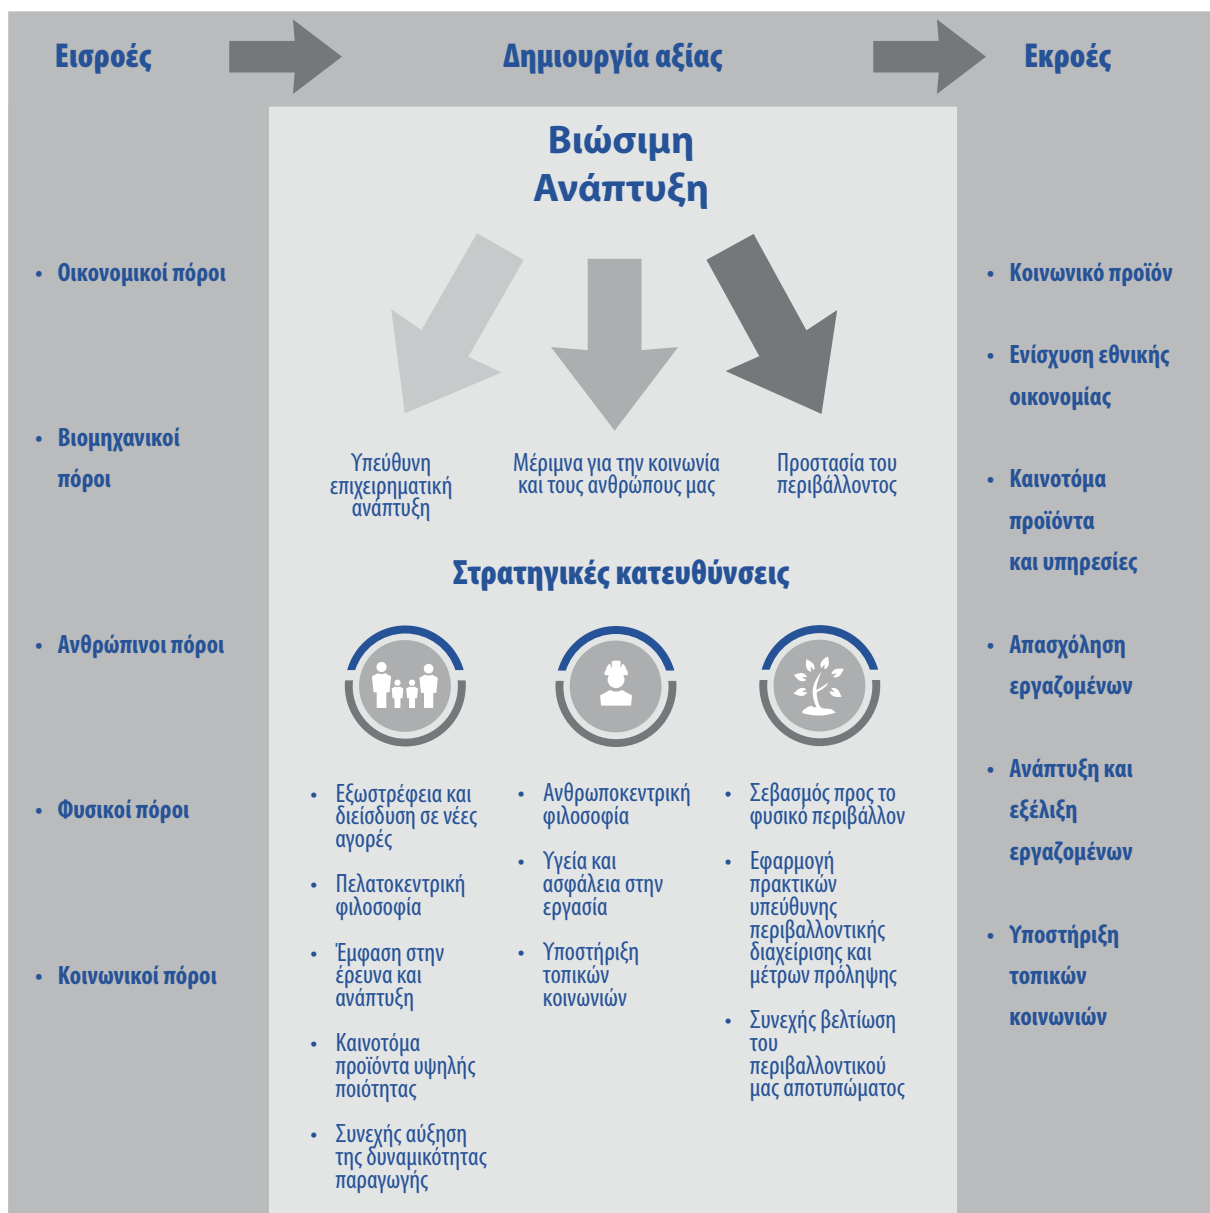 Εισροές
Δημιουργία αξίας
Εκροές
• Οικονομικοί πόροι
• Βιομηχανικοί
πόροι
• Ανθρώπινοι πόροι
• Φυσικοί πόροι
• Κοινωνικοί πόροι
Βιώσιμη
Ανάπτυξη
Υπεύθυνη
επιχειρηματική
ανάπτυξη
Μέριμνα για την κοινωνία
και τους ανθρώπους μας
Προστασία του
περιβάλλοντος
Στρατηγικές κατευθύνσεις
• Εξωστρέφεια και
διείσδυση σε νέες
αγορές
• Πελατοκεντρική
φιλοσοφία
• Έμφαση στην
έρευνα και
ανάπτυξη
• Καινοτόμα
προϊόντα υψηλής
ποιότητας
• Συνεχής αύξηση
της δυναμικότητας
παραγωγής
• Ανθρωποκεντρική
φιλοσοφία
• Υγεία και
ασφάλεια στην
εργασία
• Υποστήριξη
τοπικών
κοινωνιών
• Σεβασμός προς το
φυσικό περιβάλλον
• Εφαρμογή
πρακτικών
υπεύθυνης
περιβαλλοντικής
διαχείρισης και
μέτρων πρόληψης
• Συνεχής βελτίωση
του
περιβαλλοντικού
μας αποτυπώματος
• Κοινωνικό προϊόν
• Ενίσχυση εθνικής
οικονομίας
• Καινοτόμα
προϊόντα
και υπηρεσίες
• Απασχόληση
εργαζομένων
• Ανάπτυξη και
εξέλιξη
εργαζομένων
• Υποστήριξη
τοπικών
κοινωνιών